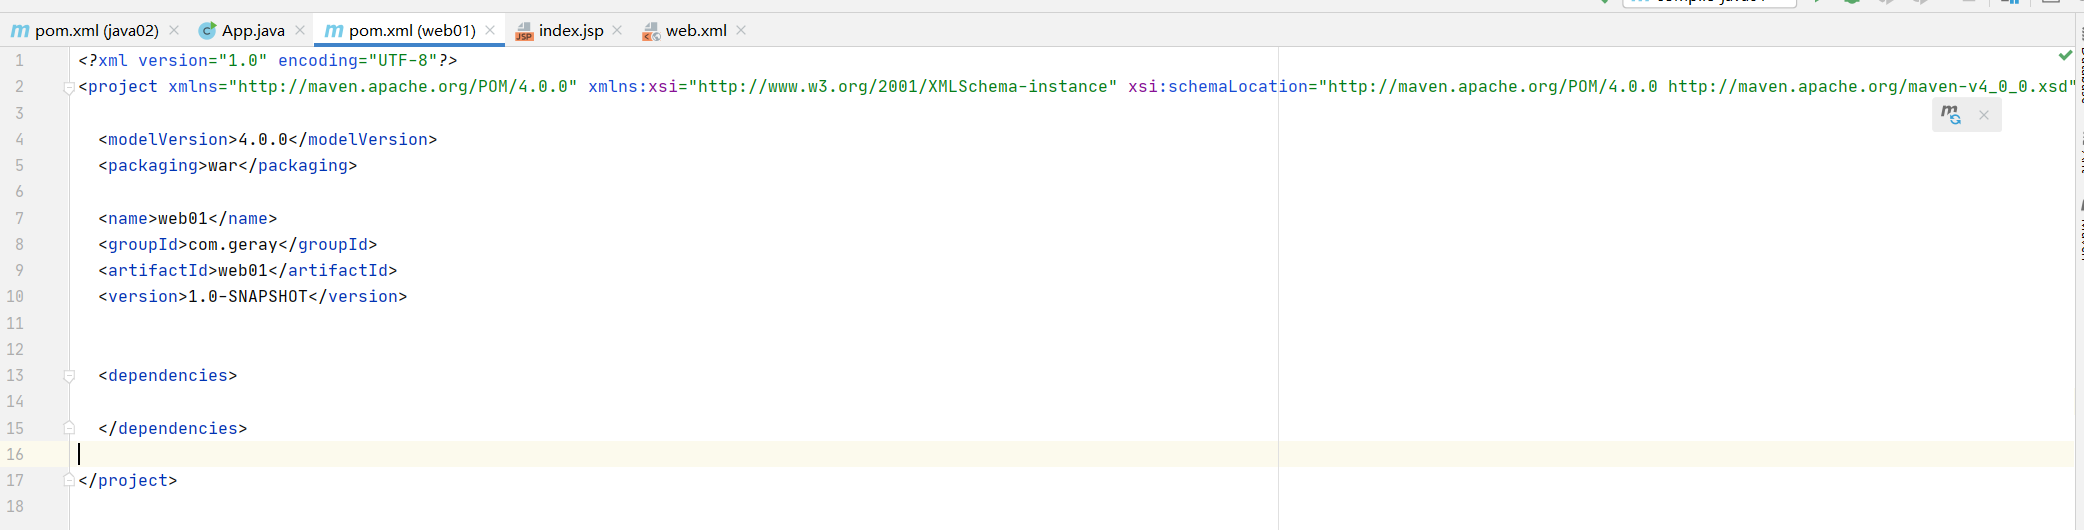 pom.xml (java02) App.java pom.xml (web01) index.jsp web.xml
1 <?xml version="1.0" encoding="UTF-8"?>
2 <project xmlns="http://maven.apache.org/POM/4.0.0" xmlns:xsi="http://www.w3.org/2001/XMLSchema-instance" xsi:schemaLocation="http://maven.apache.org/POM/4.0.0 http://maven.apache.org/maven-v4_0_0.xsd"
3
4 <modelVersion>4.0.0</modelVersion>
5 <packaging>war</packaging>
6
7 <name>web01</name>
8 <groupId>com.geray</groupId>
9 <artifactId>web01</artifactId>
10 <version>1.0-SNAPSHOT</version>
11
12
13 <dependencies>
14
15 </dependencies>
16
17 </project>
18